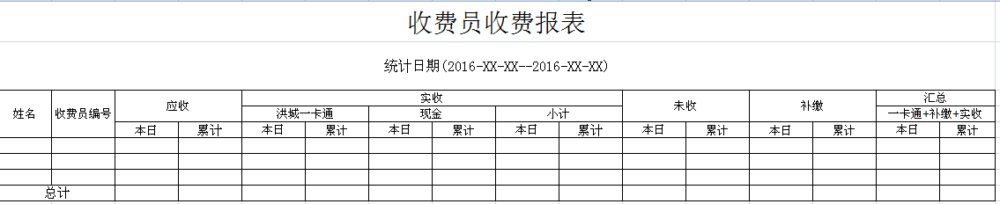 收费员收费报表
统计日期(2016-XX-XX--2016-XX-XX)
姓名 收费员编号 应收 实收 未收 补缴 汇总
洪城一卡通 现金 小计 一卡通+补缴+实收
本日 累计 本日 累计 本日 累计 本日 累计 本日 累计 本日 累计 本日 累计
总计